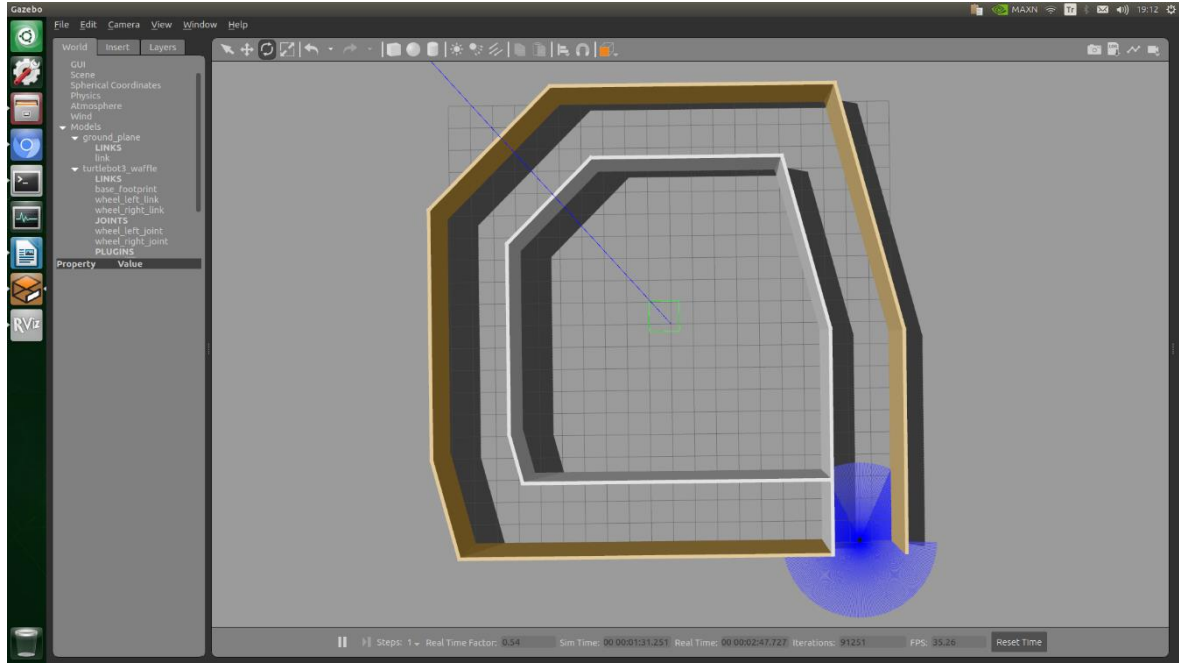 Gazebo
MAXN Tr 19:12
File Edit Camera View Window Help
World Insert Layers
GUI
Scene
Spherical Coordinates
Physics
Atmosphere
Wind
Models
ground_plane
LINKS
link
turtlebot3_waffle
LINKS
base_footprint
wheel_left_link
wheel_right_link
JOINTS
wheel_left_joint
wheel_right_joint
PLUGINS
Property Value
RViz
Steps: 1 Real Time Factor: 0.54 Sim Time: 00 00:01:31.251 Real Time: 00 00:02:47.727 Iterations: 91251 FPS: 35.26 Reset Time